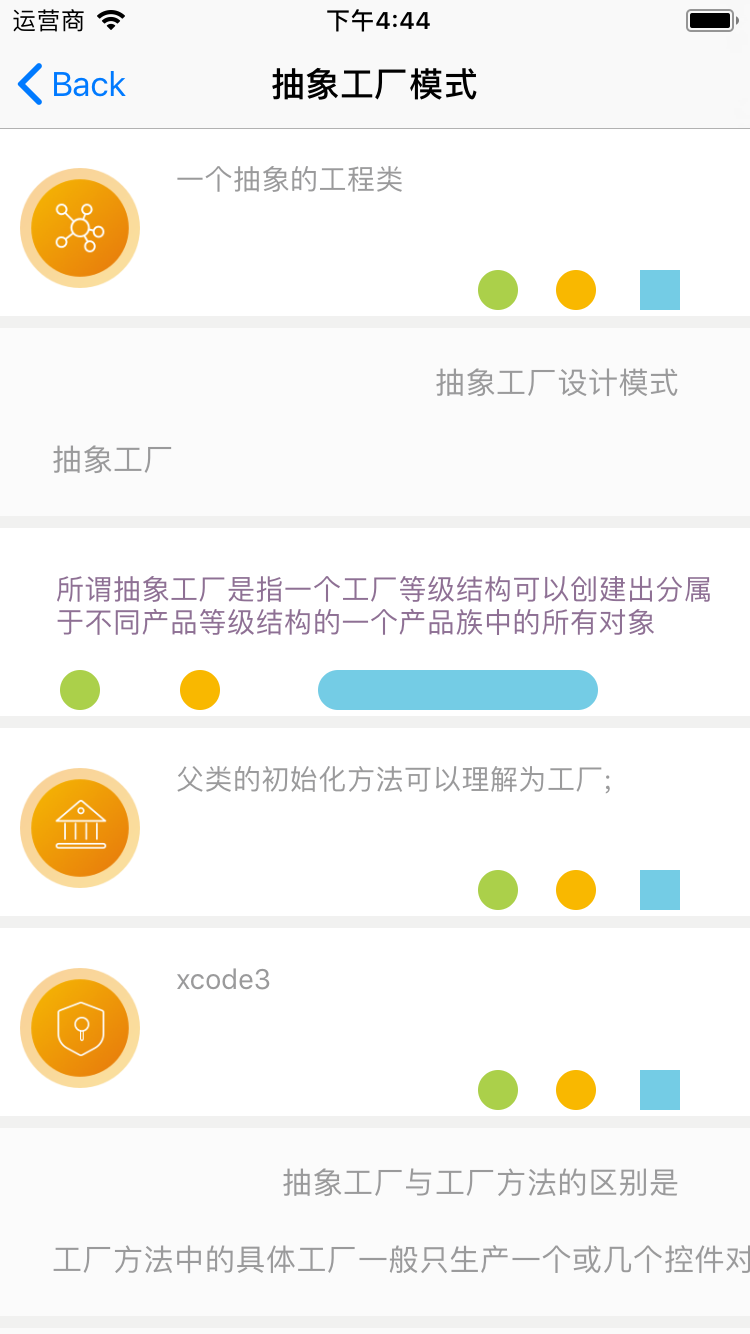 运营商
下午4:44
Back
抽象工厂模式
一个抽象的工程类
抽象工厂设计模式
抽象工厂
所谓抽象工厂是指一个工厂等级结构可以创建出分属
于不同产品等级结构的一个产品族中的所有对象
父类的初始化方法可以理解为工厂;
xcode3
抽象工厂与工厂方法的区别是
工厂方法中的具体工厂一般只生产一个或几个控件对